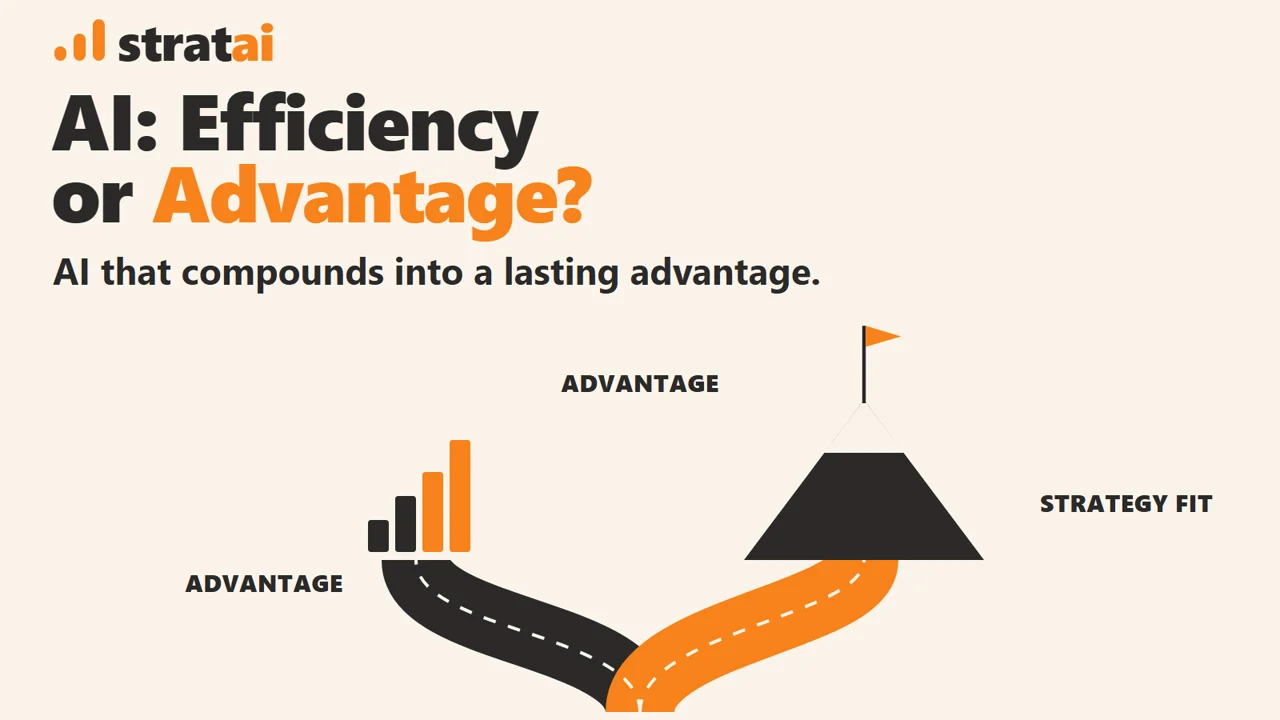 stratai
AI: Efficiency
or Advantage?
AI that compounds into a lasting advantage.
ADVANTAGE
STRATEGY FIT
ADVANTAGE